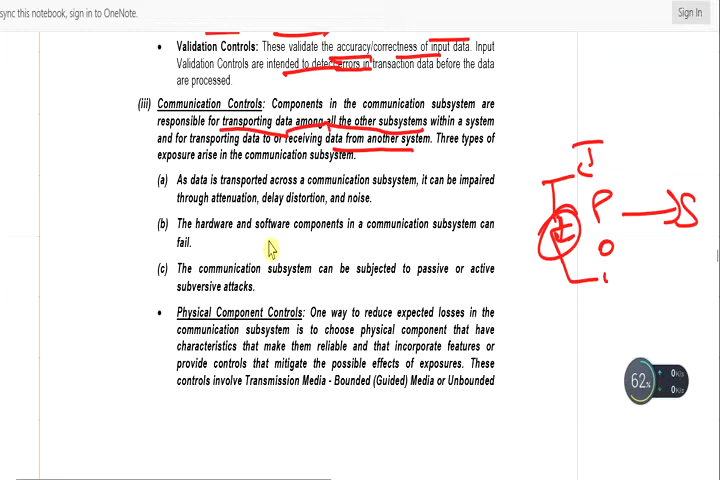 sync this notebook, sign in to OneNote.
Sign In
• Validation Controls: These validate the accuracy/correctness of input data. Input
Validation Controls are intended to detect errors in transaction data before the data
are processed.
(iii) Communication Controls: Components in the communication subsystem are
responsible for transporting data among all the other subsystems within a system
and for transporting data to or receiving data from another system. Three types of
exposure arise in the communication subsystem.
(a) As data is transported across a communication subsystem, it can be impaired
through attenuation, delay distortion, and noise.
(b) The hardware and software components in a communication subsystem can
fail.
(c) The communication subsystem can be subjected to passive or active
subversive attacks.
• Physical Component Controls: One way to reduce expected losses in the
communication subsystem is to choose physical component that have
characteristics that make them reliable and that incorporate features or
provide controls that mitigate the possible effects of exposures. These
controls involve Transmission Media - Bounded (Guided) Media or Unbounded
P
S
O
62%
0K/s
0K/s